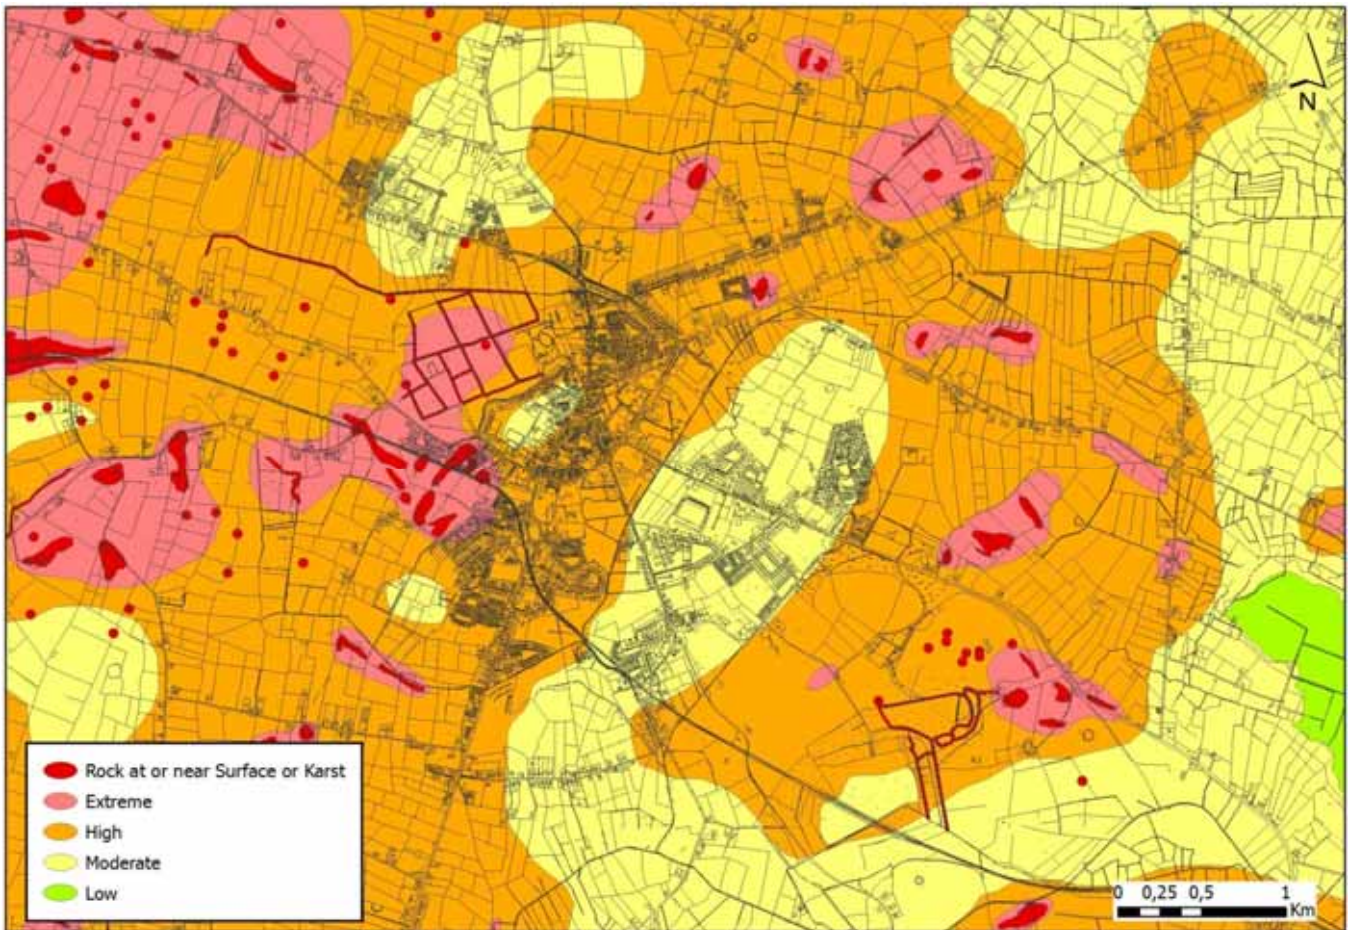 N
Rock at or near Surface or Karst
Extreme
High
Moderate
Low
0 0,25 0,5 1
Km